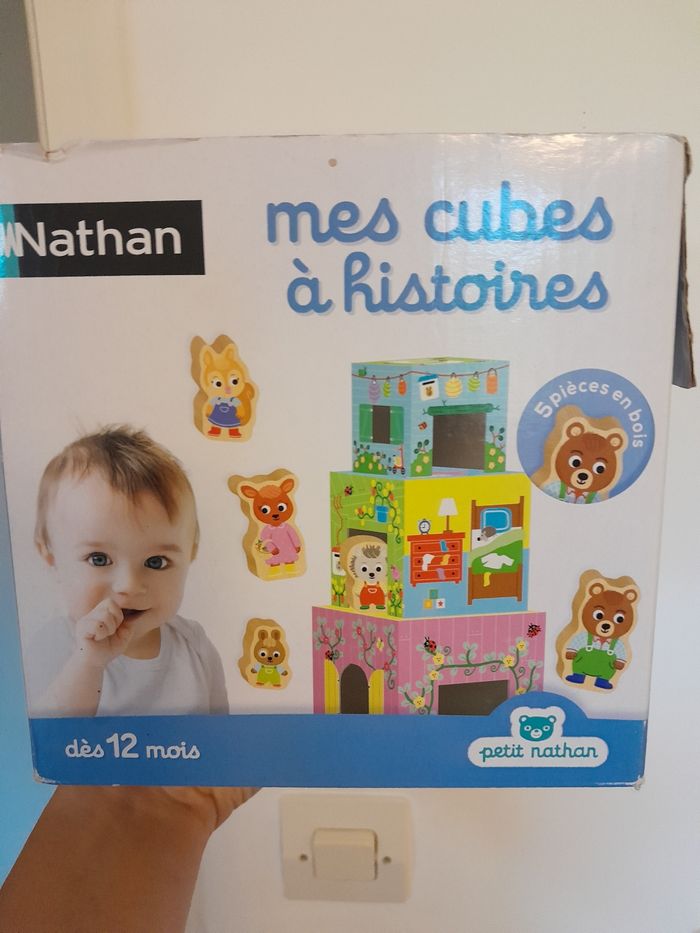 Nathan
mes cubes
à histoires
5 pièces en bois
dès 12 mois
petit nathan